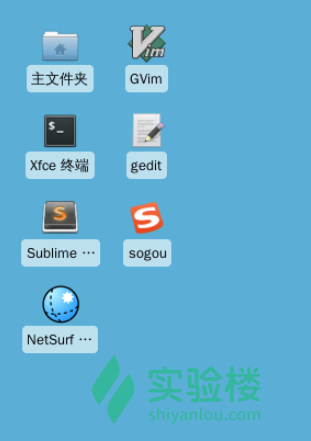 主文件夹
GVim
Xfce 终端
gedit
Sublime …
sogou
NetSurf …
实验楼
shiyanlou.com